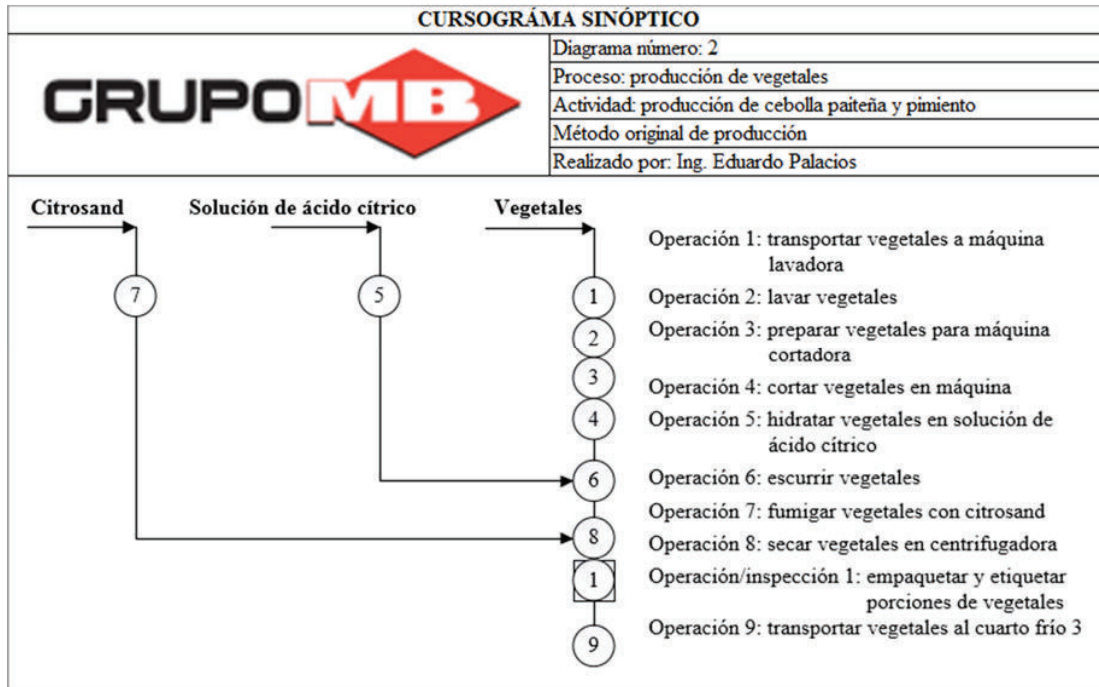 CURSOGRÁMA SINÓPTICO
GRUPO MB
Diagrama número: 2
Proceso: producción de vegetales
Actividad: producción de cebolla paiteña y pimiento
Método original de producción
Realizado por: Ing. Eduardo Palacios
Citrosand
Solución de ácido cítrico
Vegetales
7
5
1
2
3
4
6
8
1
9
Operación 1: transportar vegetales a máquina
lavadora
Operación 2: lavar vegetales
Operación 3: preparar vegetales para máquina
cortadora
Operación 4: cortar vegetales en máquina
Operación 5: hidratar vegetales en solución de
ácido cítrico
Operación 6: escurrir vegetales
Operación 7: fumigar vegetales con citrosand
Operación 8: secar vegetales en centrifugadora
Operación/inspección 1: empaquetar y etiquetar
porciones de vegetales
Operación 9: transportar vegetales al cuarto frío 3